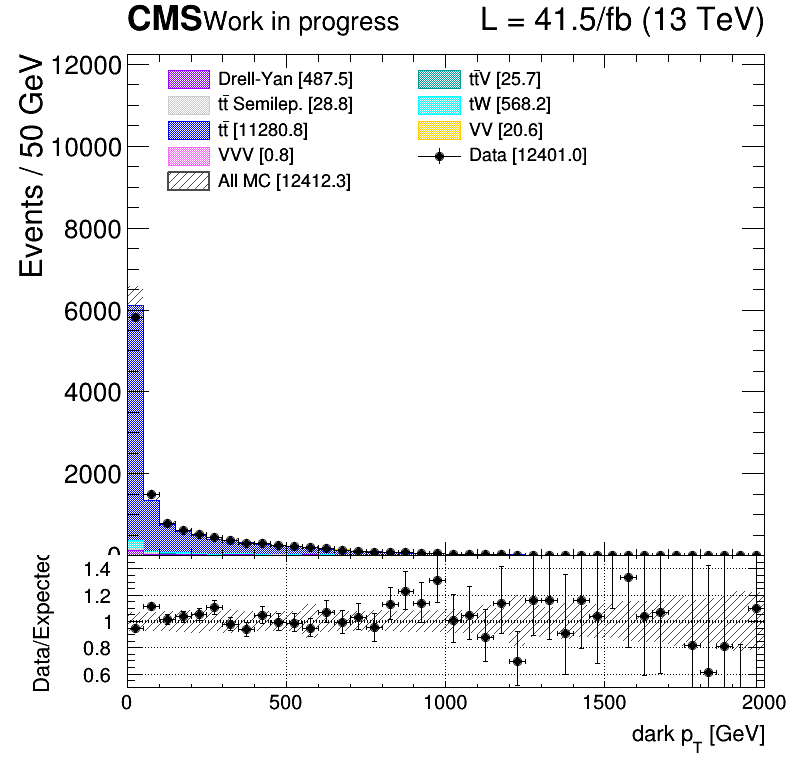 CMS Work in progress L = 41.5/fb (13 TeV)
Events / 50 GeV
12000
10000
8000
6000
4000
2000
0
Drell-Yan [487.5]
tt̄ Semilep. [28.8]
tt̄ [11280.8]
VVV [0.8]
All MC [12412.3]
tt̄V [25.7]
tW [568.2]
VV [20.6]
Data [12401.0]
Data/Expected
1.4
1.2
1
0.8
0.6
0 500 1000 1500 2000
dark p_T [GeV]